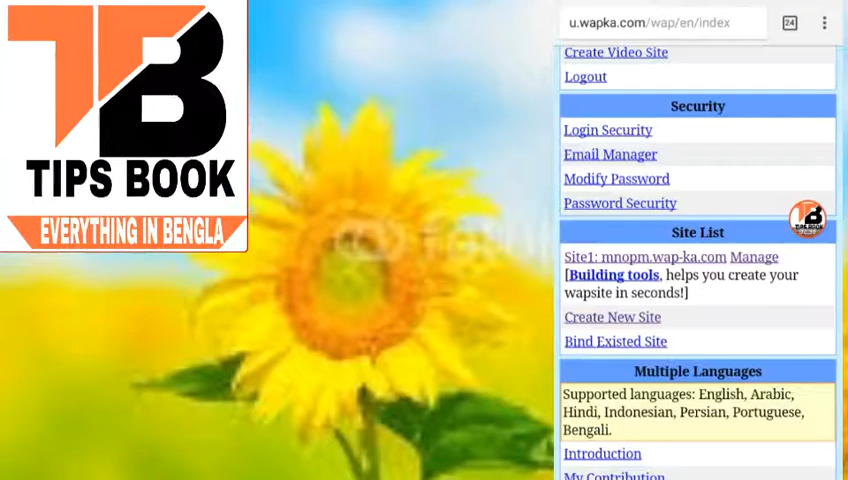 TB
TIPS BOOK
EVERYTHING IN BENGLA
u.wapka.com/wap/en/index
24
Create Video Site
Logout
Security
Login Security
Email Manager
Modify Password
Password Security
Site List
Site1: mnopm.wap-ka.com Manage
[Building tools, helps you create your
wapsite in seconds!]
Create New Site
Bind Existed Site
Multiple Languages
Supported languages: English, Arabic,
Hindi, Indonesian, Persian, Portuguese,
Bengali.
Introduction
My Contribution